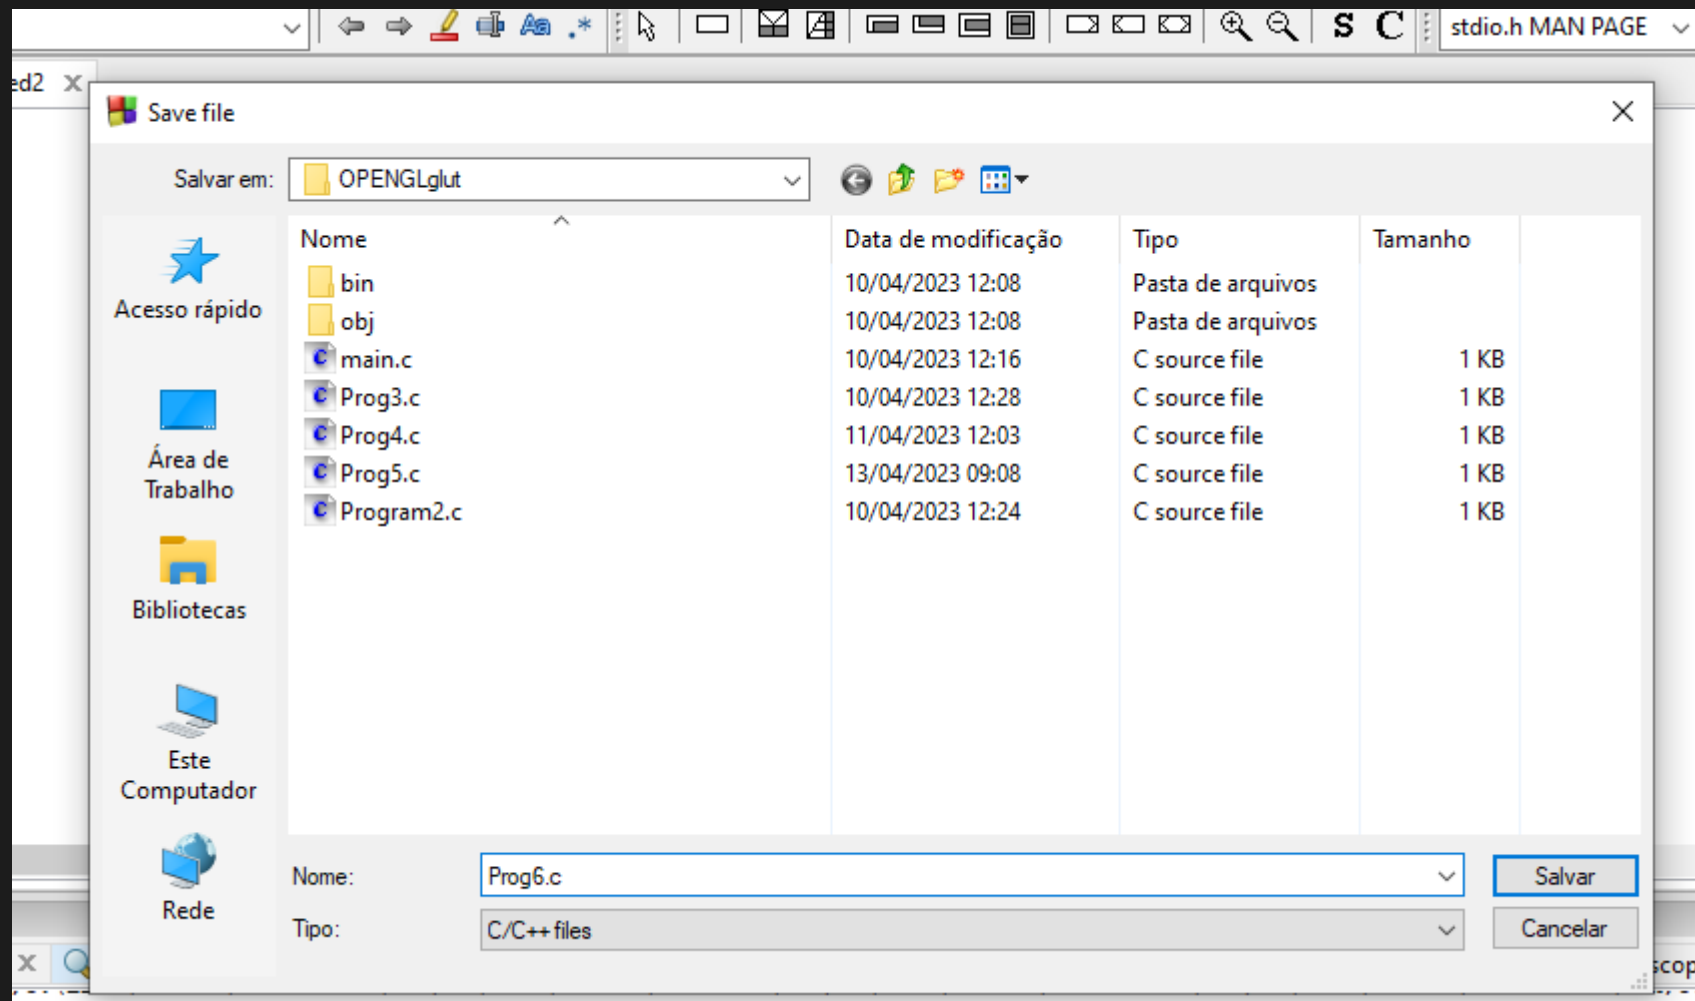 S C stdio.h MAN PAGE
ed2
Save file
Salvar em: OPENGLglut
Nome Data de modificação Tipo Tamanho
bin 10/04/2023 12:08 Pasta de arquivos
obj 10/04/2023 12:08 Pasta de arquivos
main.c 10/04/2023 12:16 C source file 1 KB
Prog3.c 10/04/2023 12:28 C source file 1 KB
Prog4.c 11/04/2023 12:03 C source file 1 KB
Prog5.c 13/04/2023 09:08 C source file 1 KB
Program2.c 10/04/2023 12:24 C source file 1 KB
Acesso rápido
Área de
Trabalho
Bibliotecas
Este
Computador
Rede
Nome: Prog6.c Salvar
Tipo: C/C++ files Cancelar
scop